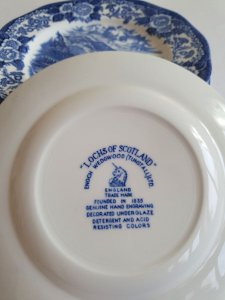 "LOCHS OF SCOTLAND"
ENOCH WEDGWOOD (TUNSTALL) LTD.
ENGLAND
TRADE MARK
FOUNDED IN 1835
GENUINE HAND ENGRAVING
DECORATED UNDERGLAZE
DETERGENT AND ACID
RESISTING COLORS